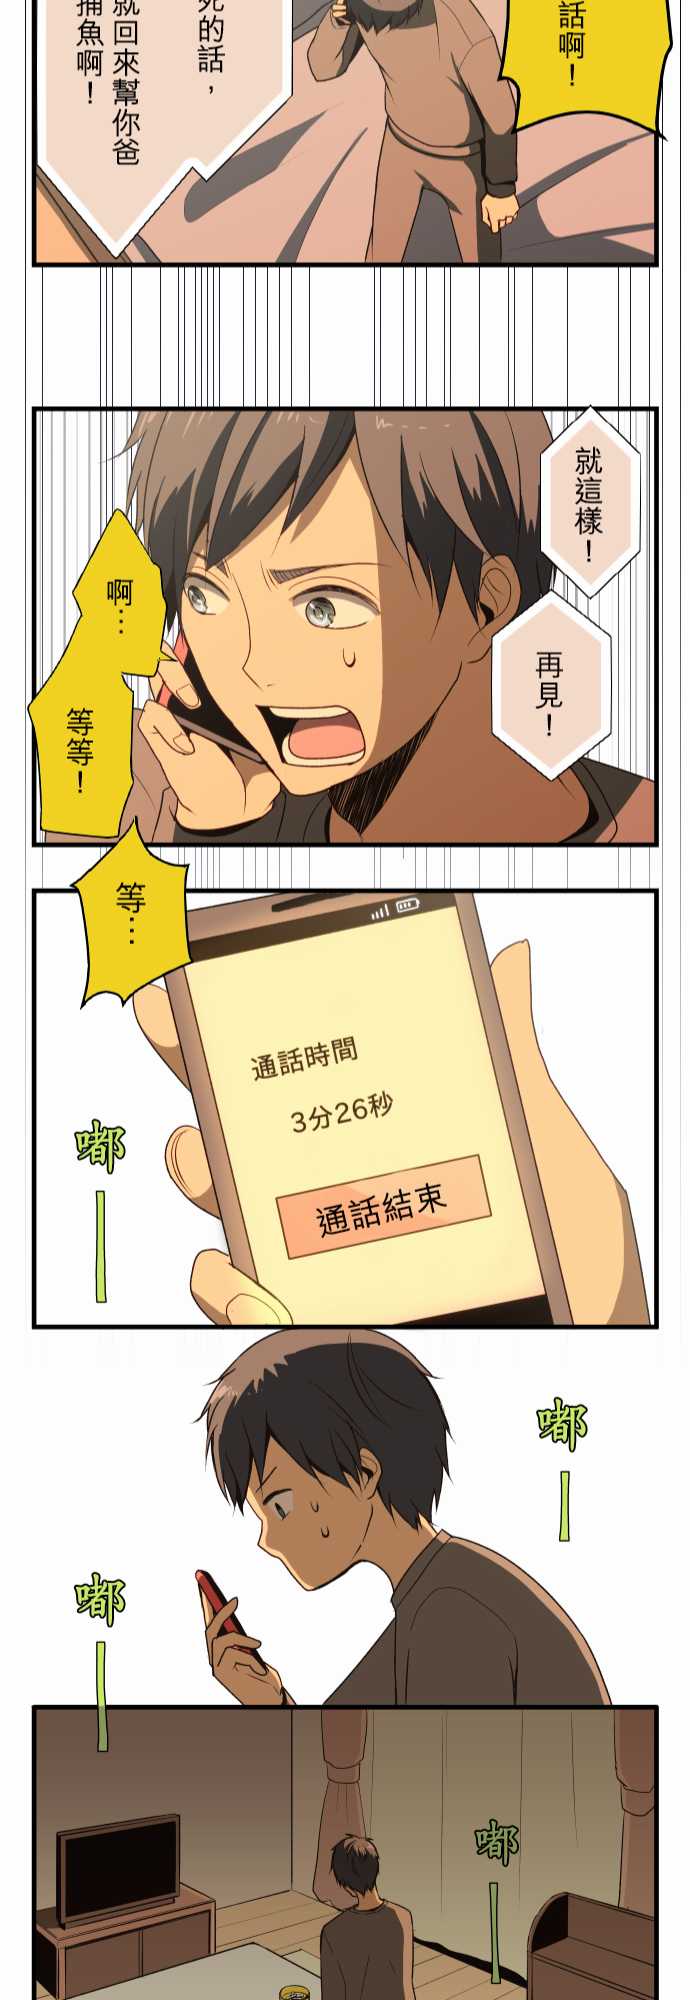 話啊！
死的話，
就回來幫你爸
捕魚啊！
就這樣！
再見！
啊…
等等！
等…
通話時間
3分26秒
通話結束
嘟—
嘟—
嘟—
嘟—